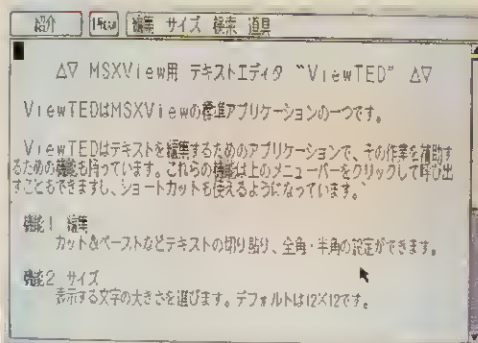 紹介 編集 サイズ 検索 道具
△▽ MSXView用 テキストエディタ “ViewTED” △▽
ViewTEDはMSXViewの標準アプリケーションの一つです。
ViewTEDはテキストを編集するためのアプリケーションで、その作業を補助す
るための機能も持っています。これらの機能は上のメニューバーをクリックして呼び出
すこともできますし、ショートカットも使えるようになっています。
機能1 編集
カット&ペーストなどテキストの切り貼り、全角・半角の設定ができます。
機能2 サイズ
表示する文字の大きさを選びます。デフォルトは12×12です。